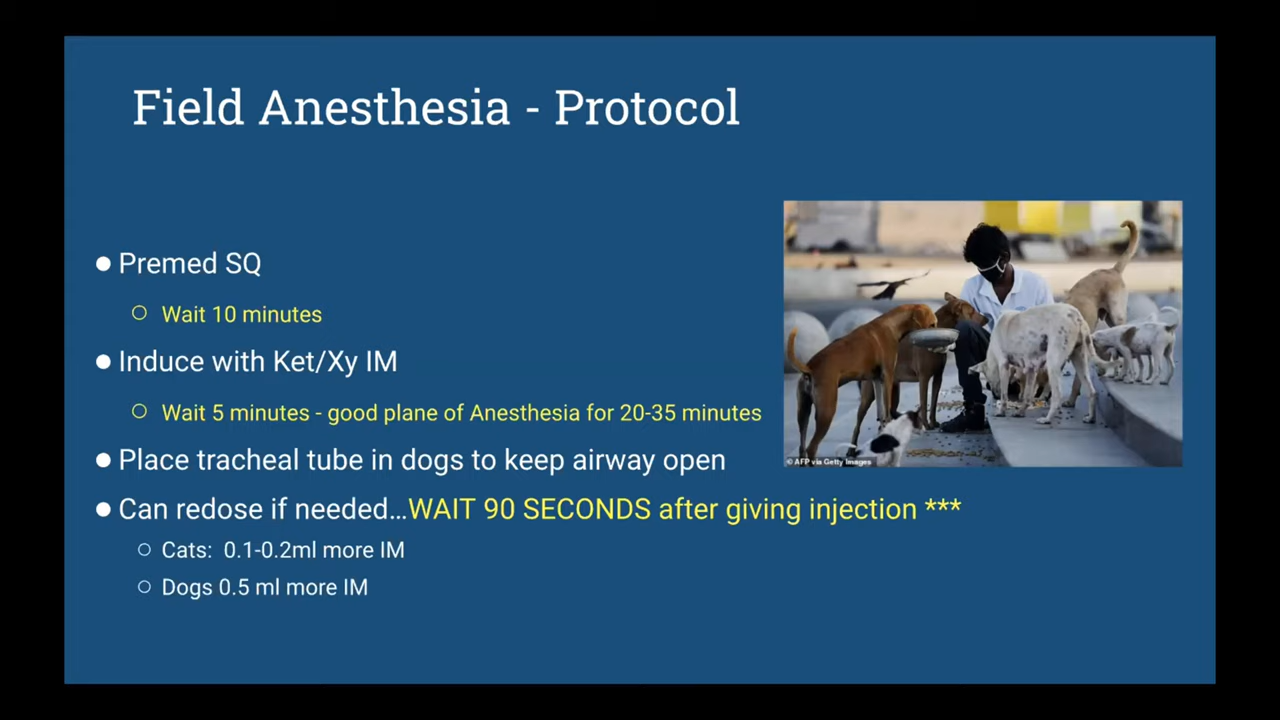 Field Anesthesia - Protocol
● Premed SQ
○ Wait 10 minutes
● Induce with Ket/Xy IM
○ Wait 5 minutes - good plane of Anesthesia for 20-35 minutes
● Place tracheal tube in dogs to keep airway open
● Can redose if needed...WAIT 90 SECONDS after giving injection ***
○ Cats:  0.1-0.2ml more IM
○ Dogs 0.5 ml more IM
© AFP via Getty Images